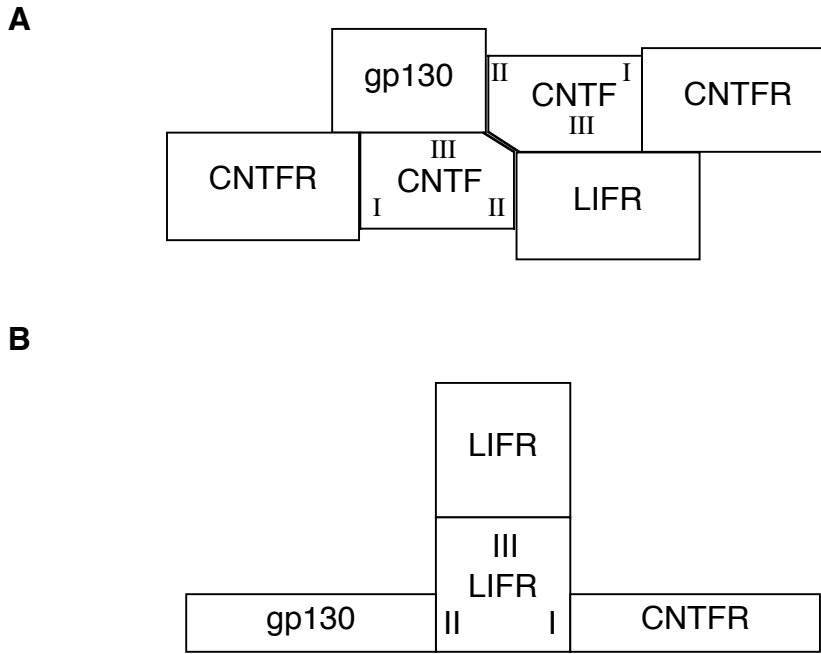 A
gp130
II
I
CNTF
CNTFR
III
III
CNTFR
CNTF
LIFR
I
II
B
LIFR
III
LIFR
gp130
II
I
CNTFR